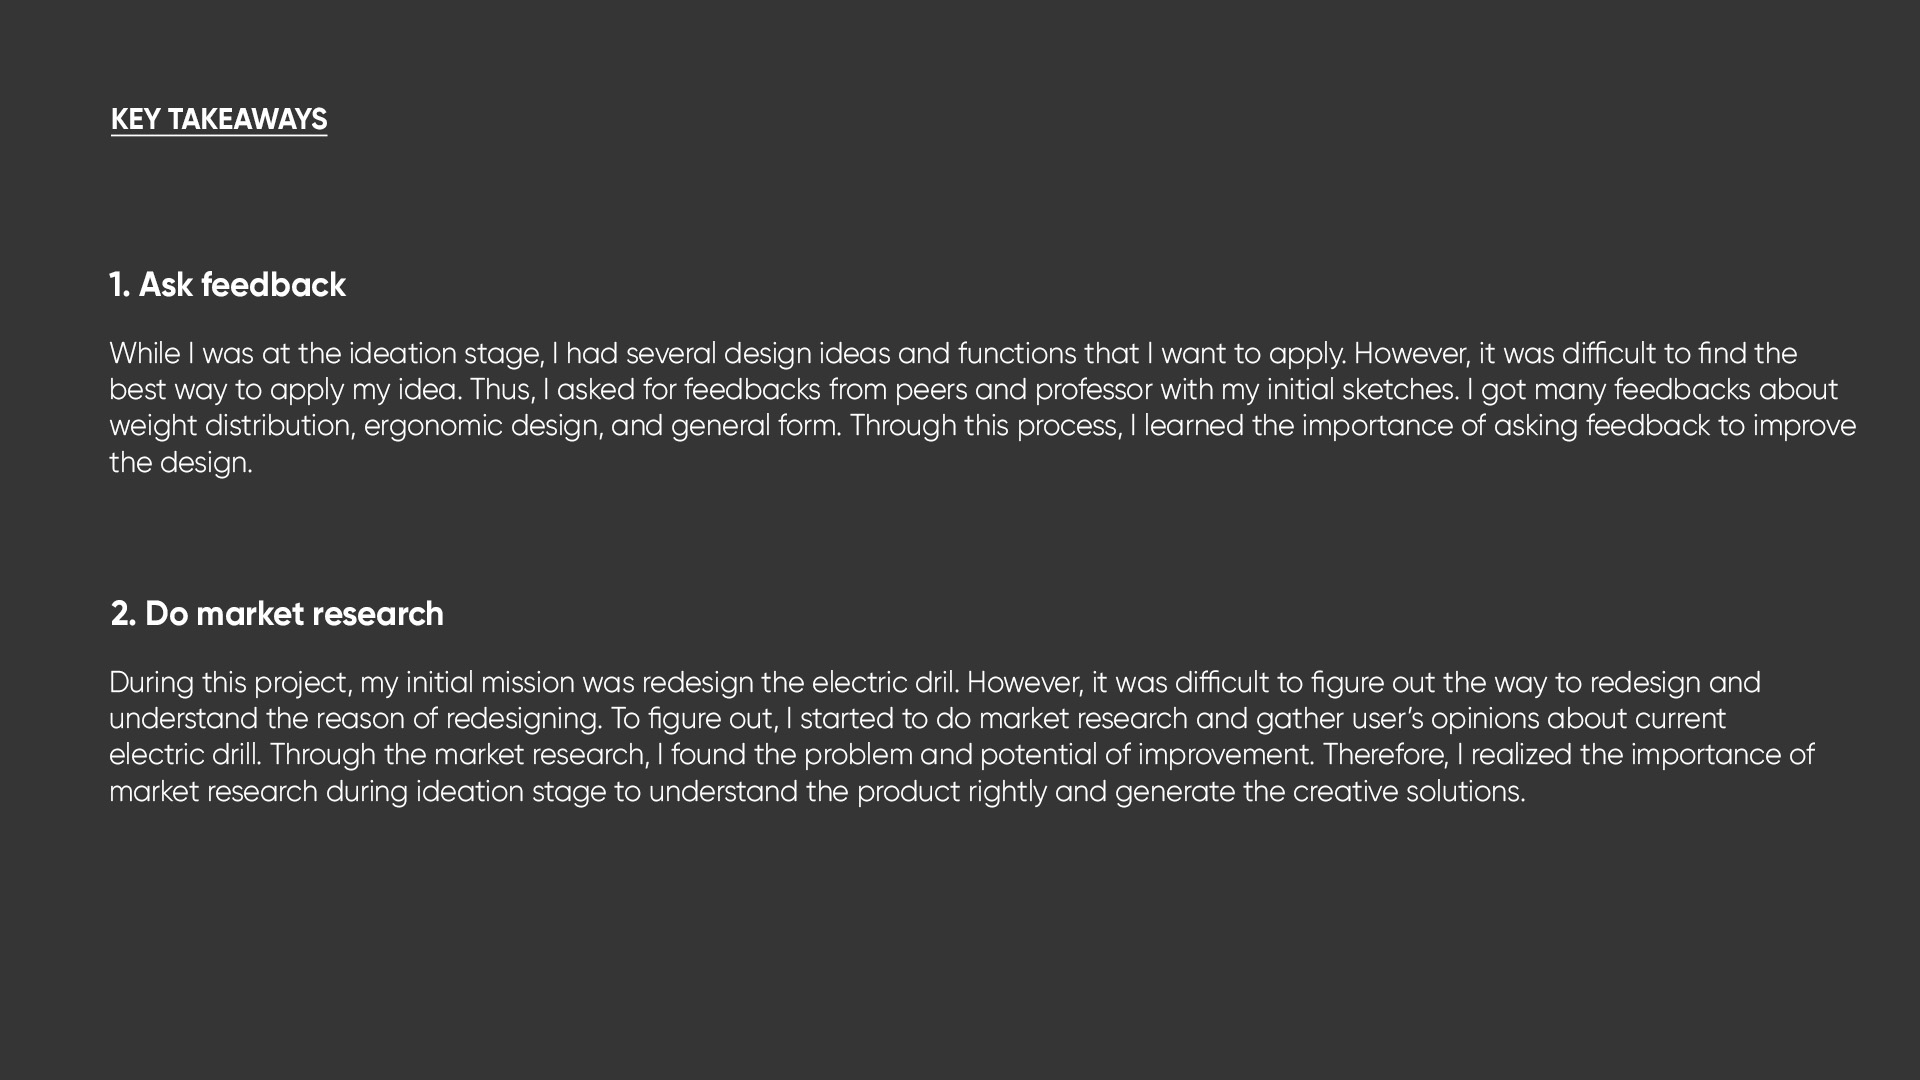 KEY TAKEAWAYS
1. Ask feedback
While I was at the ideation stage, I had several design ideas and functions that I want to apply. However, it was difficult to find the
best way to apply my idea. Thus, I asked for feedbacks from peers and professor with my initial sketches. I got many feedbacks about
weight distribution, ergonomic design, and general form. Through this process, I learned the importance of asking feedback to improve
the design.
2. Do market research
During this project, my initial mission was redesign the electric dril. However, it was difficult to figure out the way to redesign and
understand the reason of redesigning. To figure out, I started to do market research and gather user’s opinions about current
electric drill. Through the market research, I found the problem and potential of improvement. Therefore, I realized the importance of
market research during ideation stage to understand the product rightly and generate the creative solutions.